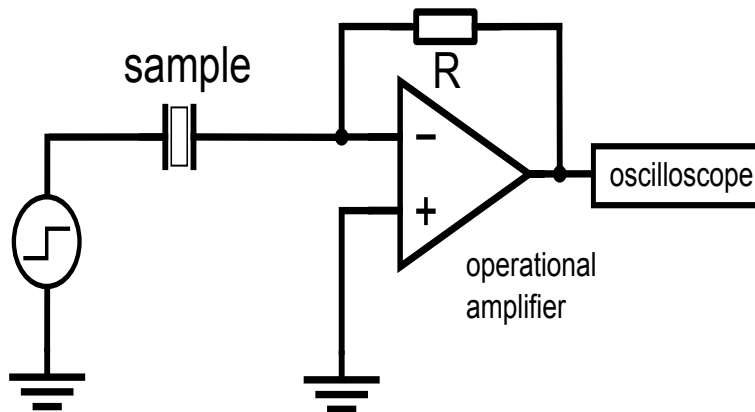 sample
R
−
+
oscilloscope
operational
amplifier